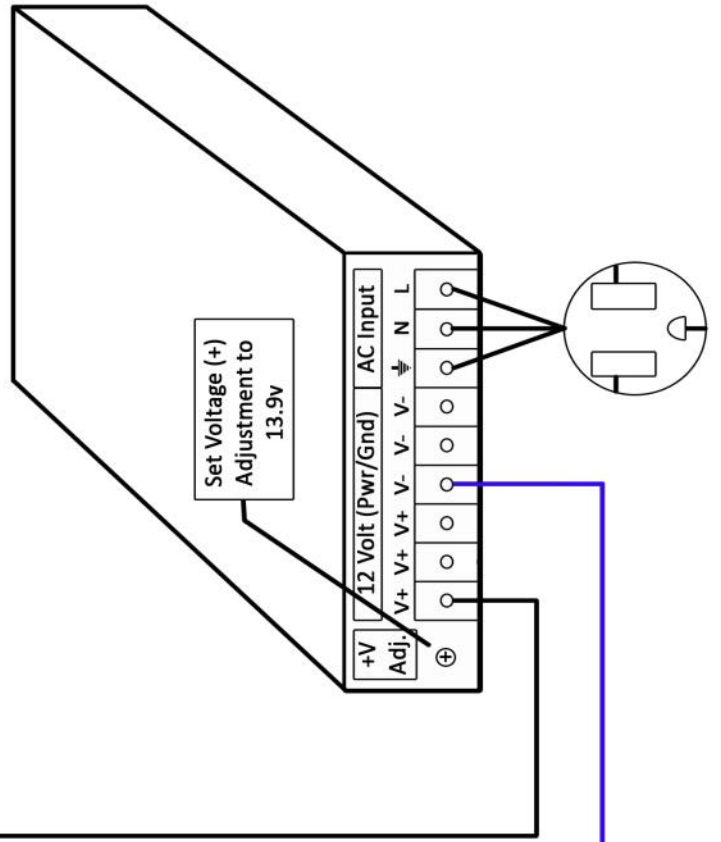 Set Voltage (+)
Adjustment to
13.9v
AC Input
12 Volt (Pwr/Gnd)
+V
Adj.
L
N
V-
V-
V-
V+
V+
V+